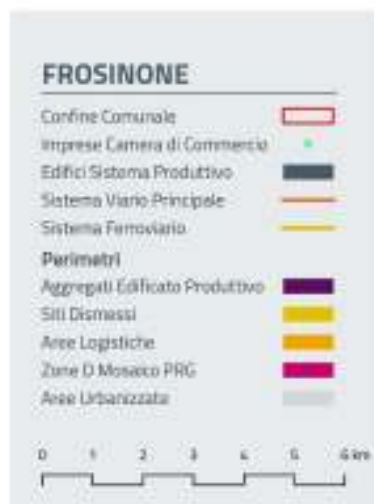 FROSINONE
Confine Comunale
Imprese Camera di Commercio
Edifici Sistema Produttivo
Sistema Viario Principale
Sistema Ferroviario
Perimetri
Aggregati Edificato Produttivo
Siti Dismessi
Aree Logistiche
Zone D Mosaico PRG
Aree Urbanizzate
0 1 2 3 4 5 6 km